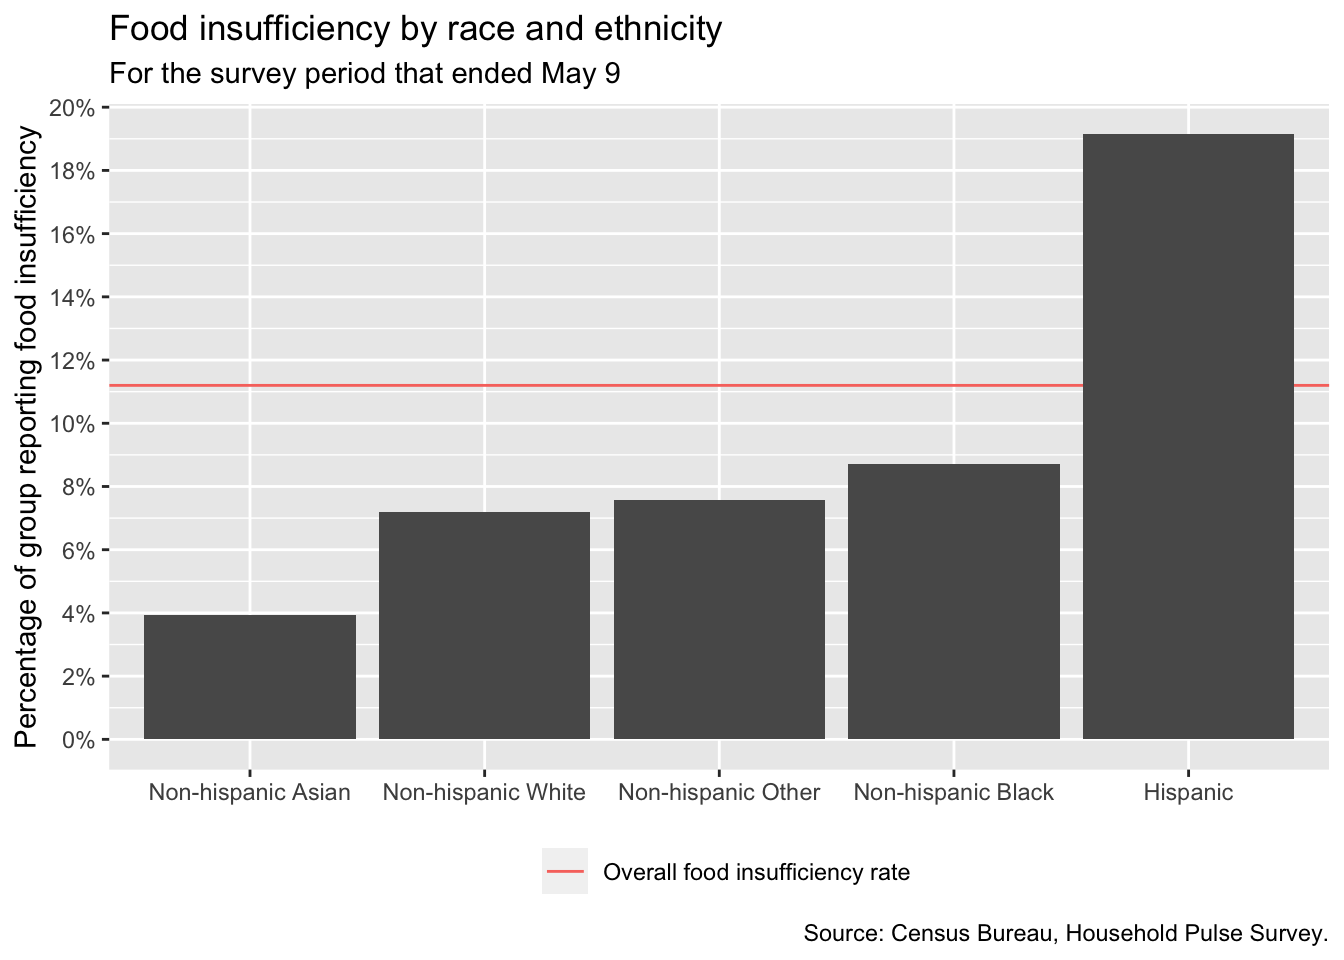 Food insufficiency by race and ethnicity
For the survey period that ended May 9
Percentage of group reporting food insufficiency
20%
18%
16%
14%
12%
10%
8%
6%
4%
2%
0%
Non-hispanic Asian
Non-hispanic White
Non-hispanic Other
Non-hispanic Black
Hispanic
Overall food insufficiency rate
Source: Census Bureau, Household Pulse Survey.